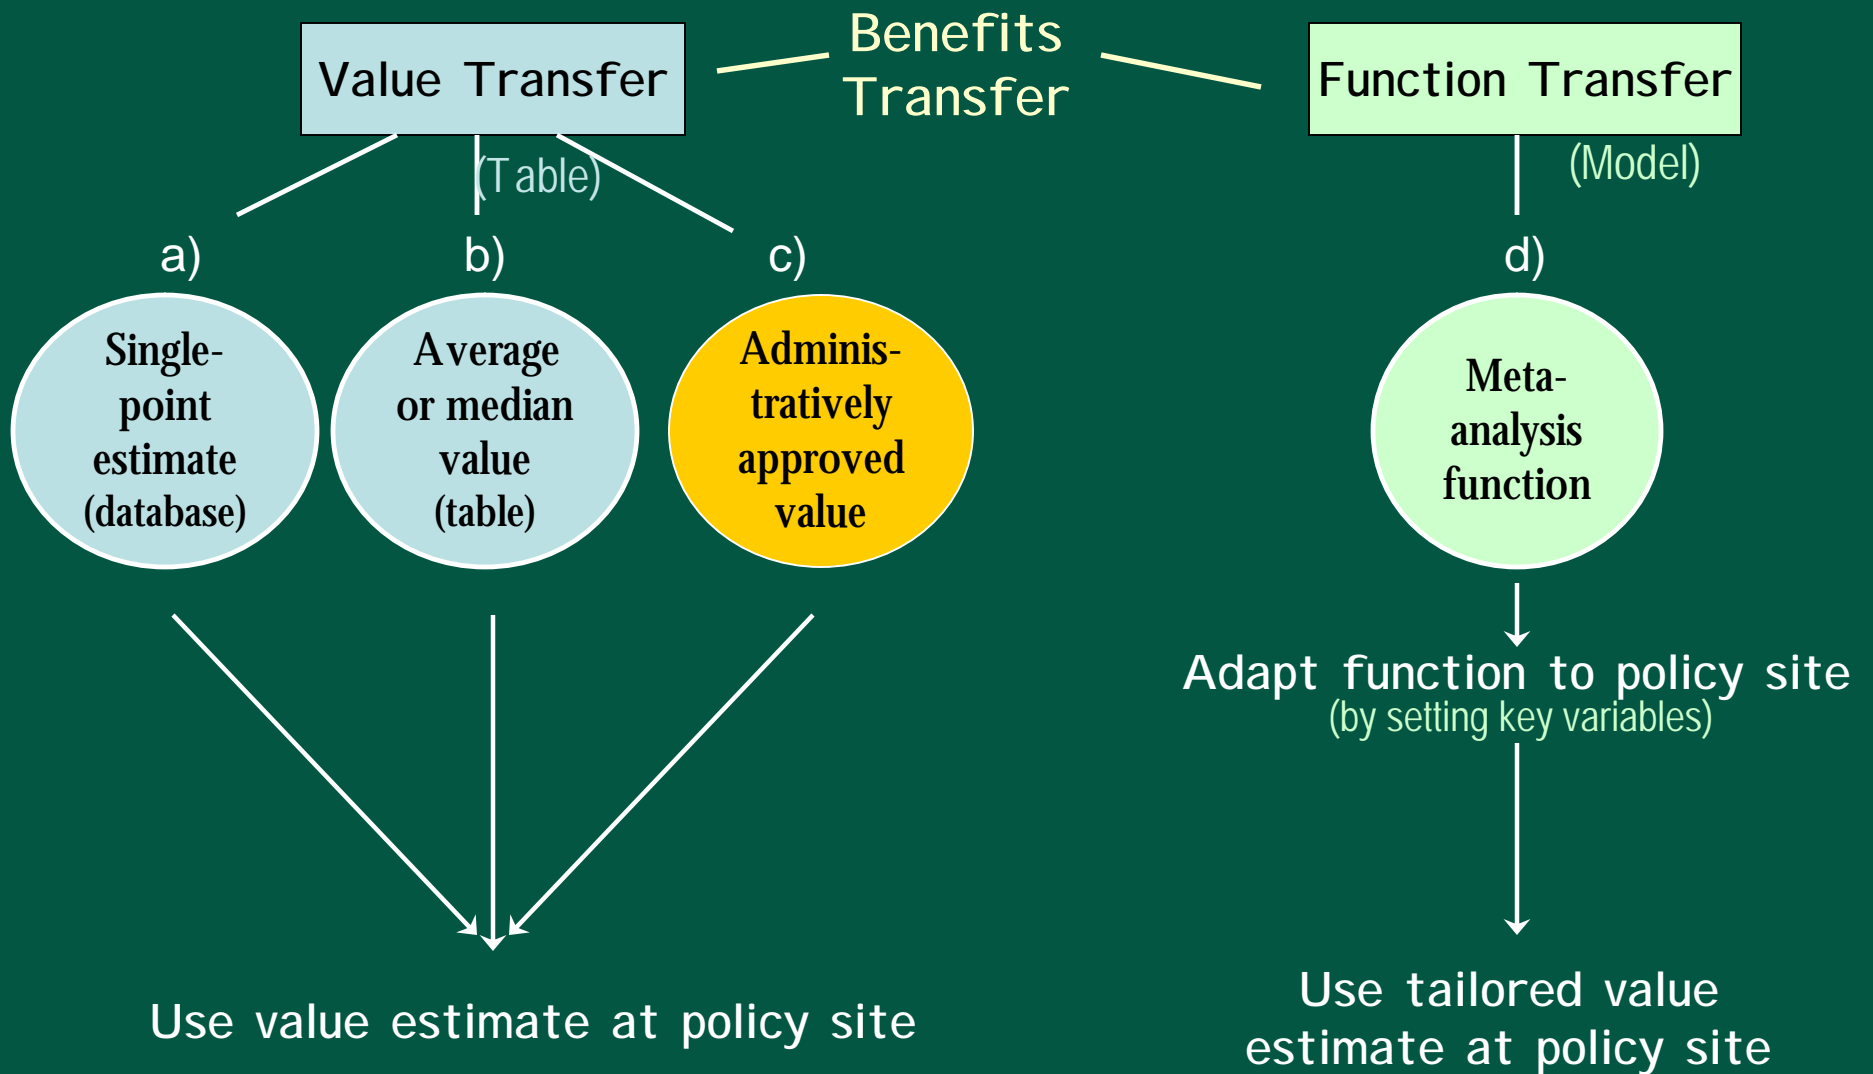 Benefits
Transfer
Value Transfer
(Table)
a)
b)
c)
Single-
point
estimate
(database)
Average
or median
value
(table)
Adminis-
tratively
approved
value
Use value estimate at policy site
Function Transfer
(Model)
d)
Meta-
analysis
function
Adapt function to policy site
(by setting key variables)
Use tailored value
estimate at policy site